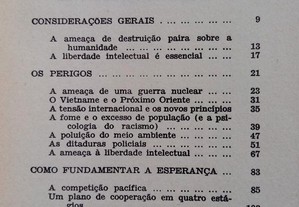 CONSIDERAÇÕES GERAIS ... ... ... ... ... 9
A ameaça de destruição paira sobre a
humanidade ... ... ... ... ... ... ... 13
A liberdade intelectual é essencial ... ... 17
OS PERIGOS ... ... ... ... ... ... ... ... 21
A ameaça de uma guerra nuclear ... ... 23
O Vietname e o Próximo Oriente ... ... 31
A tensão internacional e os novos princípios 35
A fome e o excesso de população (e a psi-
cologia do racismo) ... ... ... ... ... 39
A poluição do meio ambiente ... ... ... 47
As ditaduras policiais ... ... ... ... ... 51
A ameaça à liberdade intelectual ... ... ... 67
COMO FUNDAMENTAR A ESPERANÇA ... 83
A competição pacífica ... ... ... ... ... 85
Um plano de cooperação em quatro está-
gios